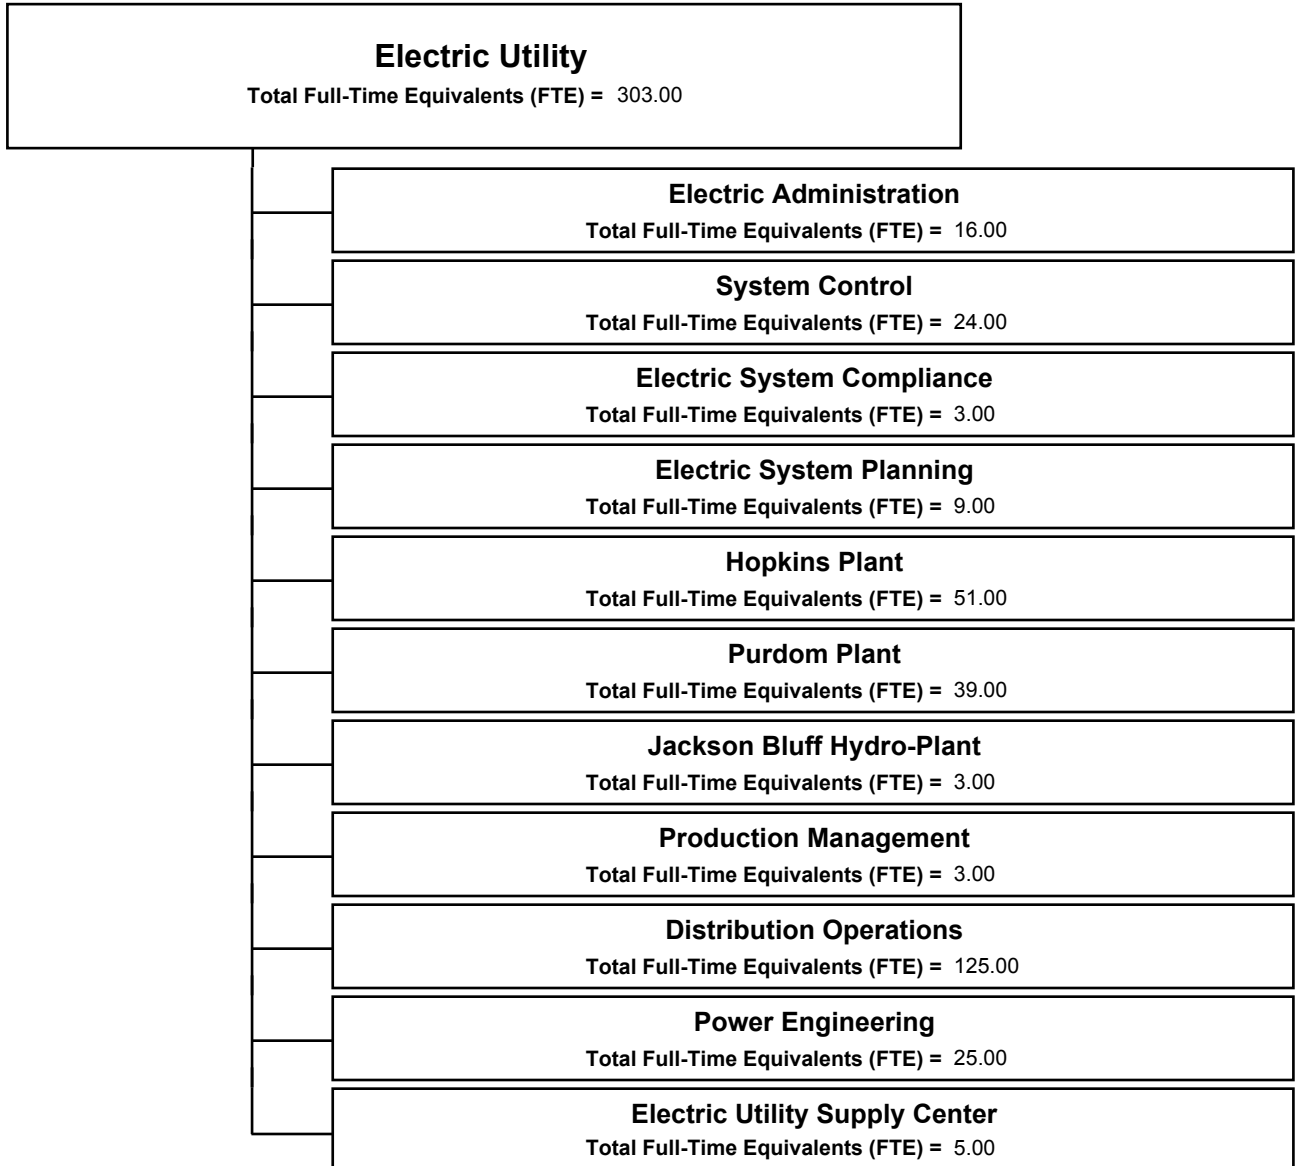 Electric Utility
Total Full-Time Equivalents (FTE) = 303.00
Electric Administration
Total Full-Time Equivalents (FTE) = 16.00
System Control
Total Full-Time Equivalents (FTE) = 24.00
Electric System Compliance
Total Full-Time Equivalents (FTE) = 3.00
Electric System Planning
Total Full-Time Equivalents (FTE) = 9.00
Hopkins Plant
Total Full-Time Equivalents (FTE) = 51.00
Purdom Plant
Total Full-Time Equivalents (FTE) = 39.00
Jackson Bluff Hydro-Plant
Total Full-Time Equivalents (FTE) = 3.00
Production Management
Total Full-Time Equivalents (FTE) = 3.00
Distribution Operations
Total Full-Time Equivalents (FTE) = 125.00
Power Engineering
Total Full-Time Equivalents (FTE) = 25.00
Electric Utility Supply Center
Total Full-Time Equivalents (FTE) = 5.00